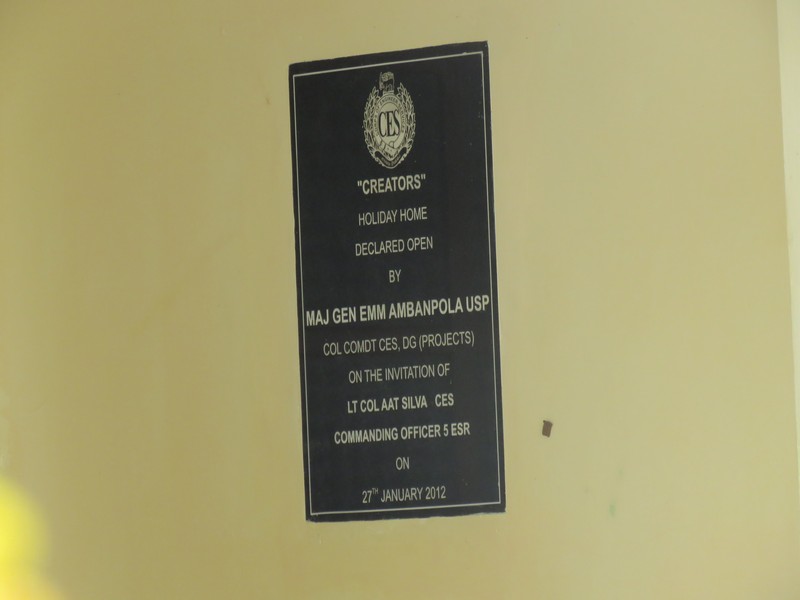 CES
"CREATORS"
HOLIDAY HOME
DECLARED OPEN
BY
MAJ GEN EMM AMBANPOLA USP
COL COMDT CES, DG (PROJECTS)
ON THE INVITATION OF
LT COL AAT SILVA CES
COMMANDING OFFICER 5 ESR
ON
27TH JANUARY 2012